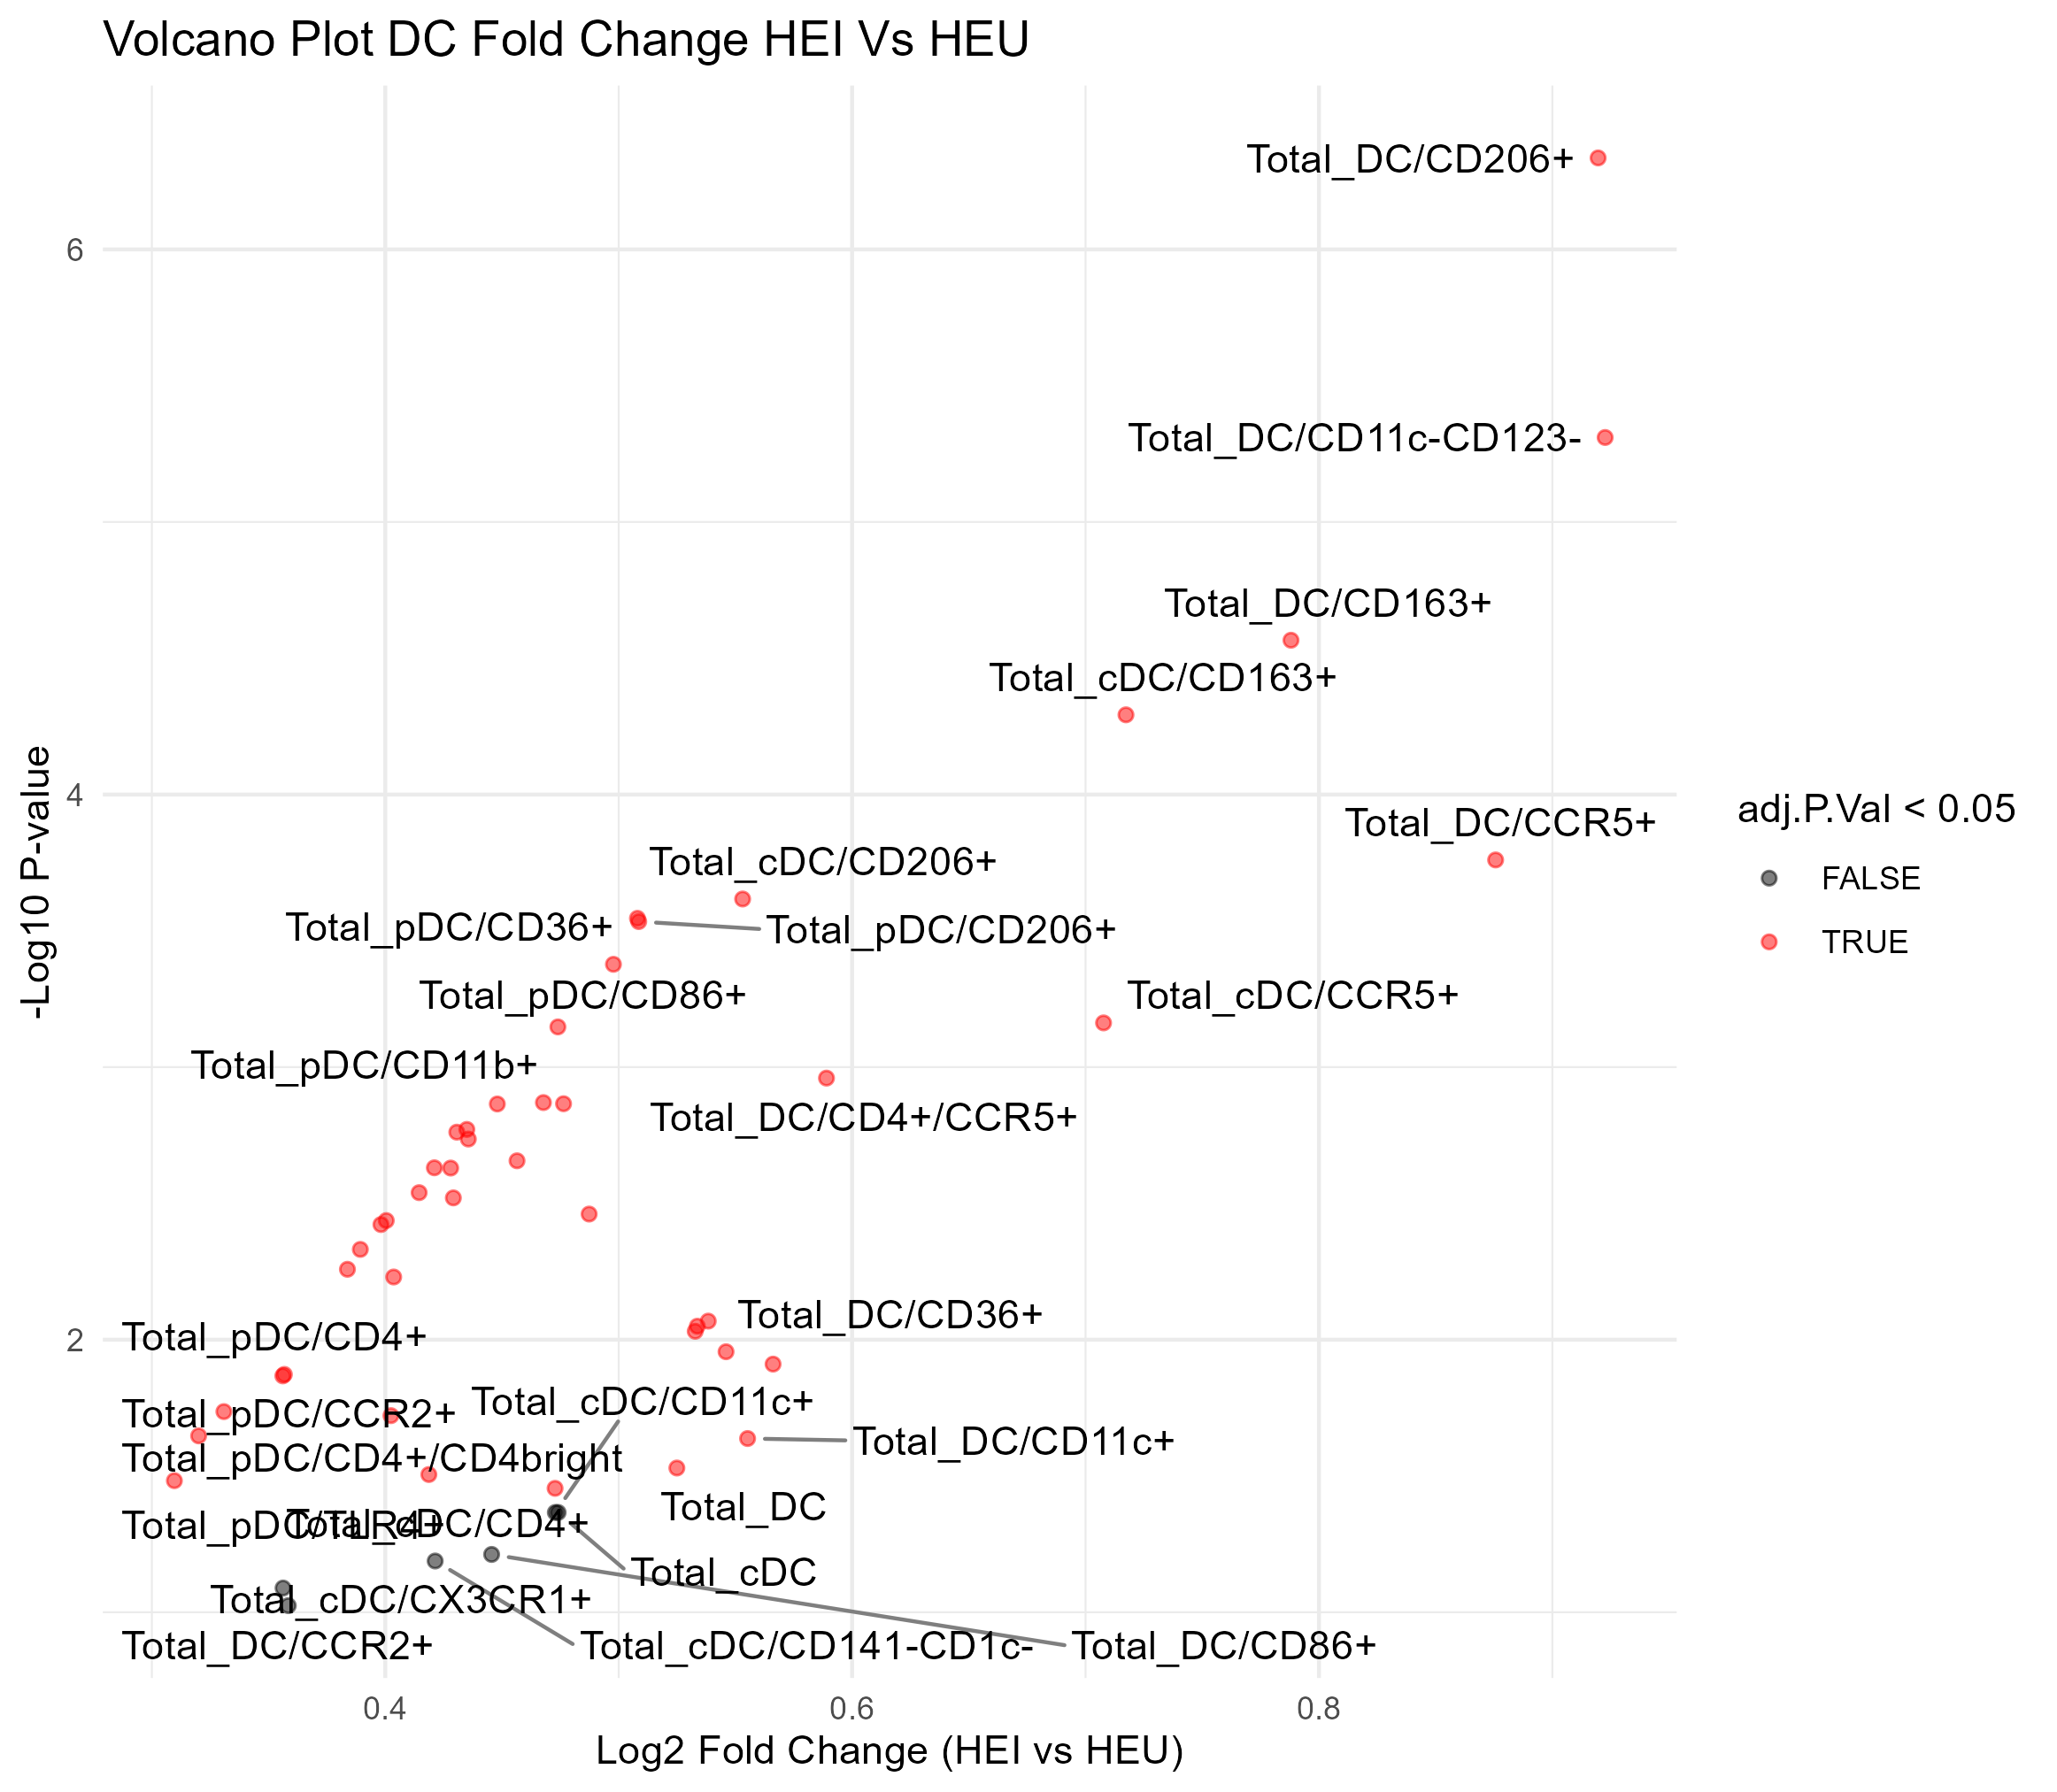 Volcano Plot DC Fold Change HEI Vs HEU
Total_DC/CD206+
6
Total_DC/CD11c-CD123-
Total_DC/CD163+
Total_cDC/CD163+
-Log10 P-value
4
adj.P.Val < 0.05
Total_DC/CCR5+
Total_cDC/CD206+
FALSE
Total_pDC/CD36+
Total_pDC/CD206+
TRUE
Total_pDC/CD86+
Total_cDC/CCR5+
Total_pDC/CD11b+
Total_DC/CD4+/CCR5+
Total_DC/CD36+
2
Total_pDC/CD4+
Total_cDC/CD11c+
Total_pDC/CCR2+
Total_DC/CD11c+
Total_pDC/CD4+/CD4bright
Total_DC
Total_pDC/TLR4+
Total_cDC/CD4+
Total_cDC
Total_cDC/CX3CR1+
Total_DC/CCR2+
Total_cDC/CD141-CD1c-
Total_DC/CD86+
0.4
0.6
0.8
Log2 Fold Change (HEI vs HEU)